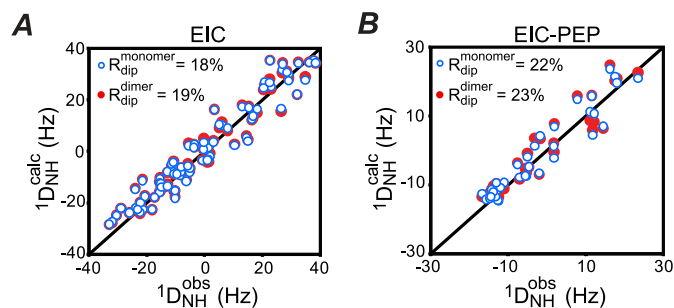 A
EIC
40
20
0
-20
-40
¹D_NH^calc (Hz)
R_dip^monomer = 18%
R_dip^dimer = 19%
-40 -20 0 20 40
¹D_NH^obs (Hz)
B
EIC-PEP
30
10
-10
-30
¹D_NH^calc (Hz)
R_dip^monomer = 22%
R_dip^dimer = 23%
-30 -10 10 30
¹D_NH^obs (Hz)